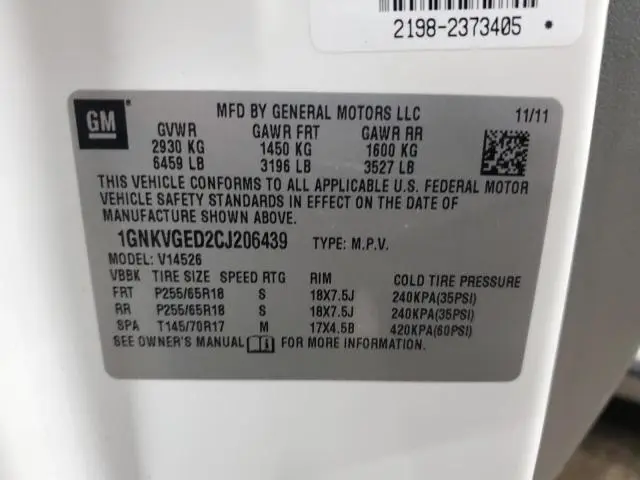 2198-2373405
GM
MFD BY GENERAL MOTORS LLC 11/11
GVWR GAWR FRT GAWR RR
2930 KG 1450 KG 1600 KG
6459 LB 3196 LB 3527 LB
THIS VEHICLE CONFORMS TO ALL APPLICABLE U.S. FEDERAL MOTOR
VEHICLE SAFETY STANDARDS IN EFFECT ON THE DATE OF
MANUFACTURE SHOWN ABOVE.
1GNKVGED2CJ206439 TYPE: M.P.V.
MODEL: V14526
VBBK TIRE SIZE SPEED RTG RIM COLD TIRE PRESSURE
FRT P255/65R18 S 18X7.5J 240KPA(35PSI)
RR P255/65R18 S 18X7.5J 240KPA(35PSI)
SPA T145/70R17 M 17X4.5B 420KPA(60PSI)
SEE OWNER'S MANUAL FOR MORE INFORMATION.